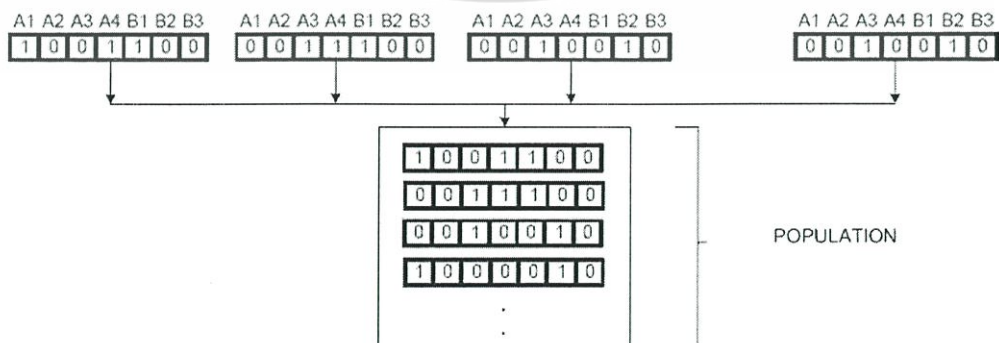 A1 A2 A3 A4 B1 B2 B3 A1 A2 A3 A4 B1 B2 B3 A1 A2 A3 A4 B1 B2 B3 A1 A2 A3 A4 B1 B2 B3
1 0 0 1 1 0 0 0 0 1 1 1 0 0 0 0 1 0 0 1 0 0 0 1 0 0 1 0
1 0 0 1 1 0 0
0 0 1 1 1 0 0
0 0 1 0 0 1 0
POPULATION
1 0 0 0 0 1 0
.
.